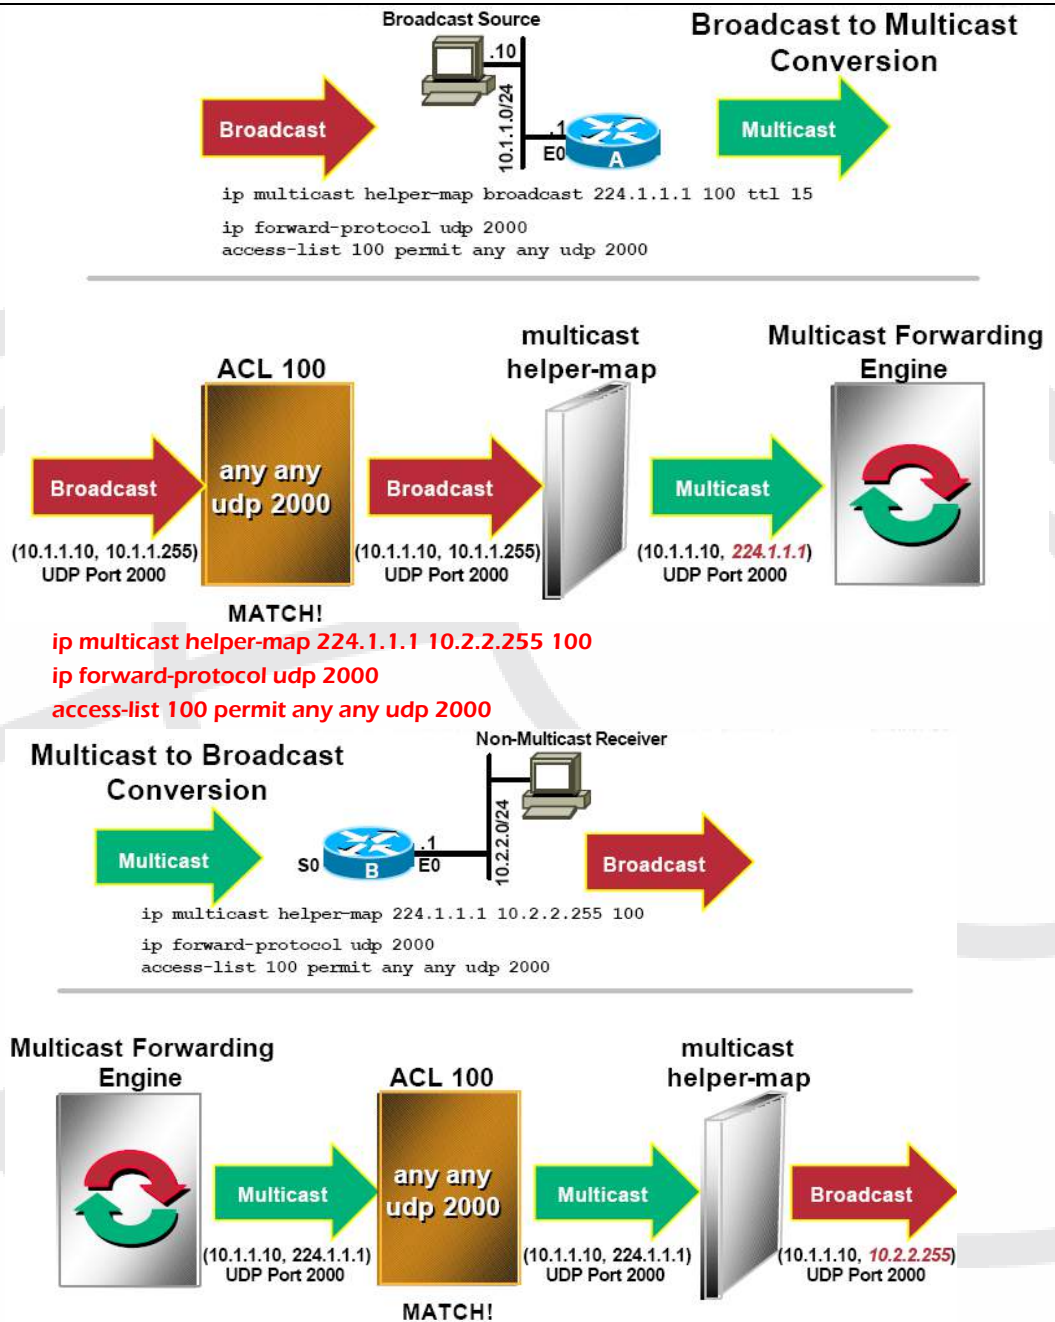 Broadcast Source
Broadcast to Multicast
Conversion
.10
10.1.1.0/24
Broadcast
.1
E0
A
Multicast
ip multicast helper-map broadcast 224.1.1.1 100 ttl 15
ip forward-protocol udp 2000
access-list 100 permit any any udp 2000
multicast
helper-map
Multicast Forwarding
Engine
ACL 100
Broadcast
any any
udp 2000
Broadcast
Multicast
(10.1.1.10, 10.1.1.255)
UDP Port 2000
(10.1.1.10, 10.1.1.255)
UDP Port 2000
(10.1.1.10, 224.1.1.1)
UDP Port 2000
MATCH!
ip multicast helper-map 224.1.1.1 10.2.2.255 100
ip forward-protocol udp 2000
access-list 100 permit any any udp 2000
Multicast to Broadcast
Conversion
Non-Multicast Receiver
10.2.2.0/24
Multicast
S0
B
.1
E0
Broadcast
ip multicast helper-map 224.1.1.1 10.2.2.255 100
ip forward-protocol udp 2000
access-list 100 permit any any udp 2000
Multicast Forwarding
Engine
ACL 100
multicast
helper-map
Multicast
any any
udp 2000
Multicast
Broadcast
(10.1.1.10, 224.1.1.1)
UDP Port 2000
(10.1.1.10, 224.1.1.1)
UDP Port 2000
(10.1.1.10, 10.2.2.255)
UDP Port 2000
MATCH!